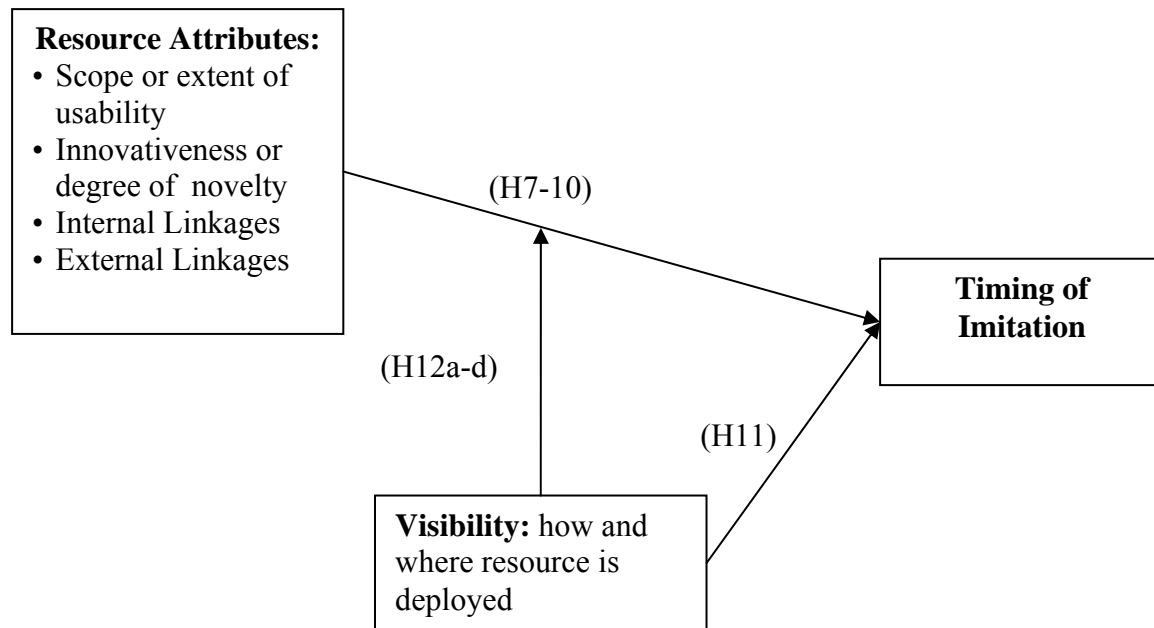 Resource Attributes:
• Scope or extent of
usability
• Innovativeness or
degree of novelty
• Internal Linkages
• External Linkages
(H7-10)
Timing of
Imitation
(H12a-d)
(H11)
Visibility: how and
where resource is
deployed